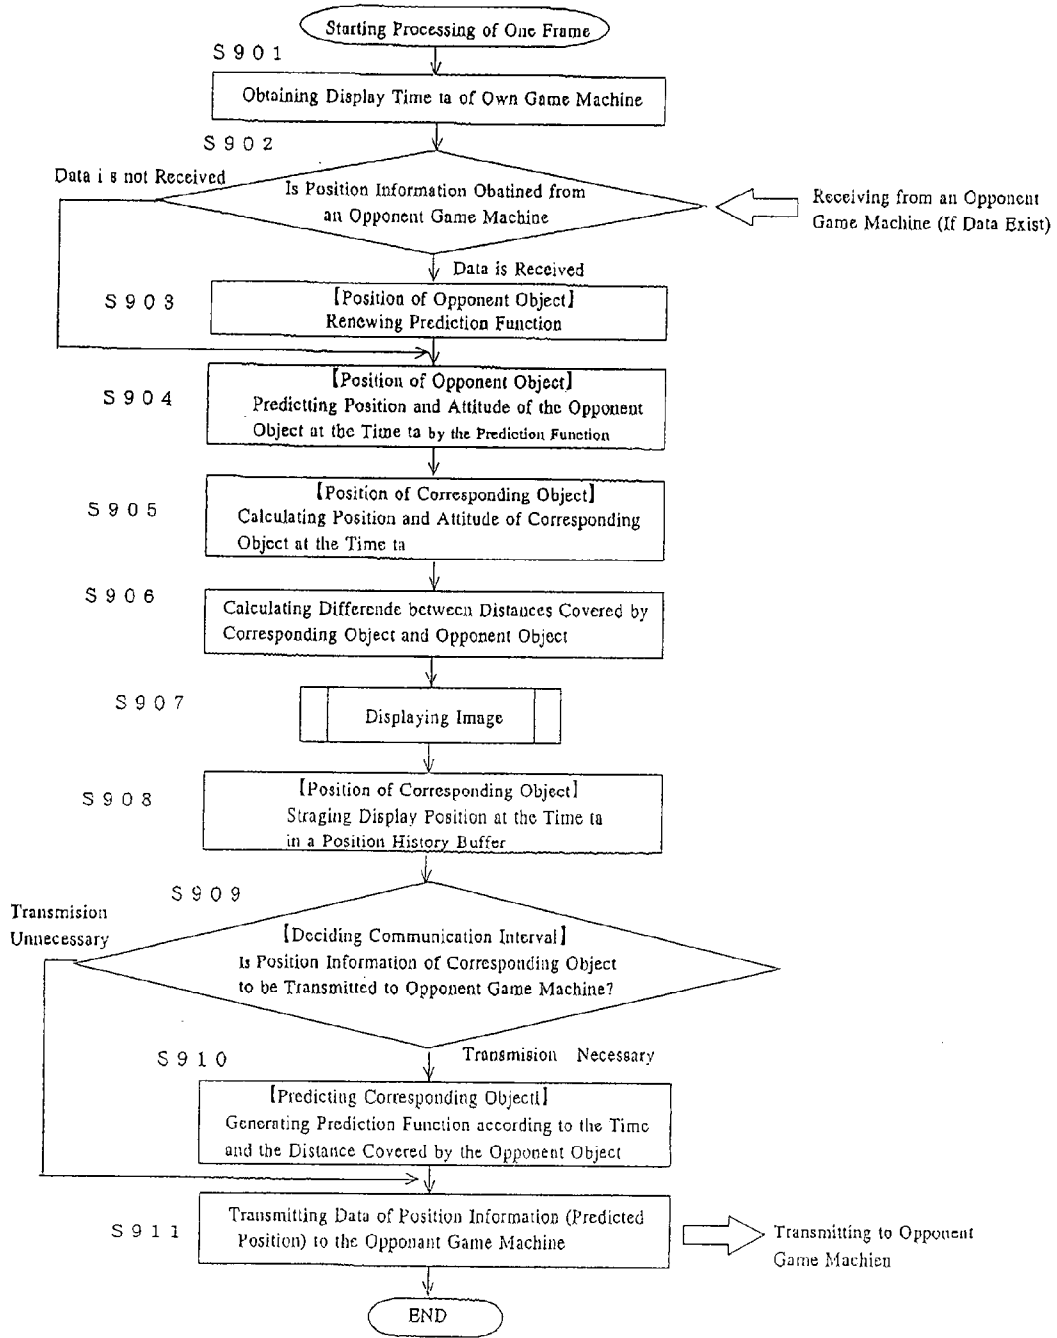 Starting Processing of One Frame
S901
Obtaining Display Time ta of Own Game Machine
S902
Data i s not Received
Is Position Information Obatined from
an Opponent Game Machine
Receiving from an Opponent
Game Machine (If Data Exist)
Data is Received
S903
【Position of Opponent Object】
Renewing Prediction Function
S904
【Position of Opponent Object】
Predictting Position and Attitude of the Opponent
Object at the Time ta by the Prediction Function
S905
【Position of Corresponding Object】
Calculating Position and Attitude of Corresponding
Object at the Time ta
S906
Calculating Differende between Distances Covered by
Corresponding Object and Opponent Object
S907
Displaying Image
S908
【Position of Corresponding Object】
Straging Display Position at the Time ta
in a Position History Buffer
S909
Transmision
Unnecessary
【Deciding Communication Interval】
Is Position Information of Corresponding Object
to be Transmitted to Opponent Game Machine?
S910
Transmision Necessary
【Predicting Corresponding Objectl】
Generating Prediction Function according to the Time
and the Distance Covered by the Opponent Object
S911
Transmitting Data of Position Information (Predicted
Position) to the Opponant Game Machine
Transmitting to Opponent
Game Machien
END